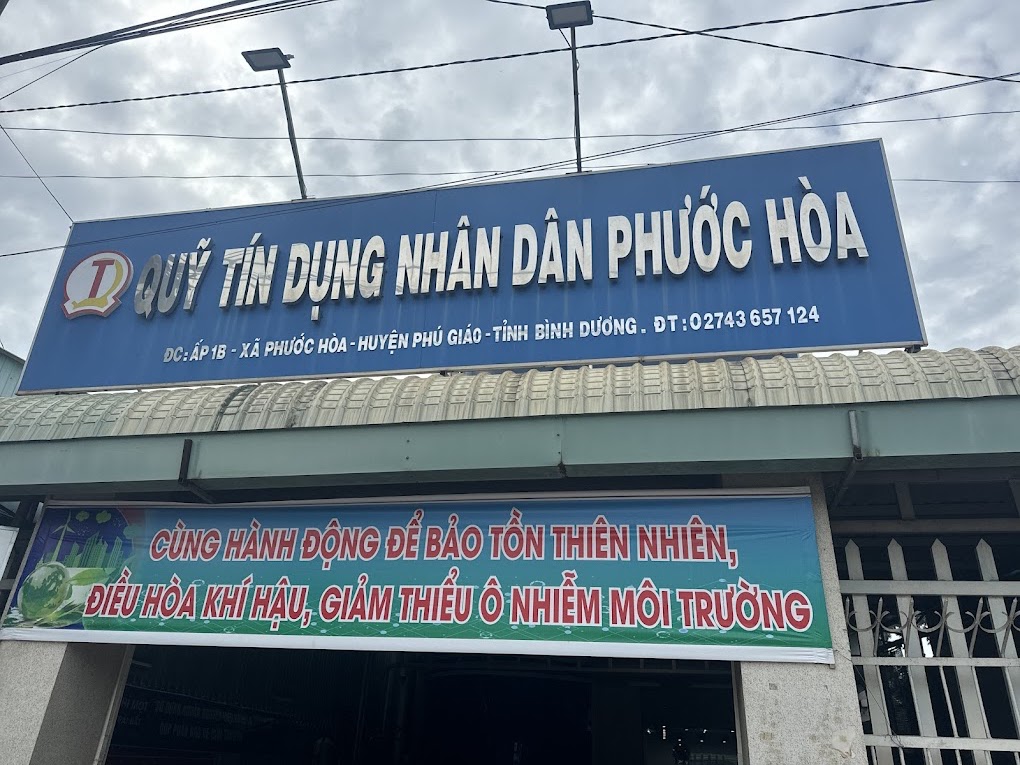 T
QUỸ TÍN DỤNG NHÂN DÂN PHƯỚC HÒA
ĐC: ẤP 1B - XÃ PHƯỚC HÒA - HUYỆN PHÚ GIÁO - TỈNH BÌNH DƯƠNG. ĐT: 02743 657 124
CÙNG HÀNH ĐỘNG ĐỂ BẢO TỒN THIÊN NHIÊN,
ĐIỀU HÒA KHÍ HẬU, GIẢM THIỂU Ô NHIỄM MÔI TRƯỜNG